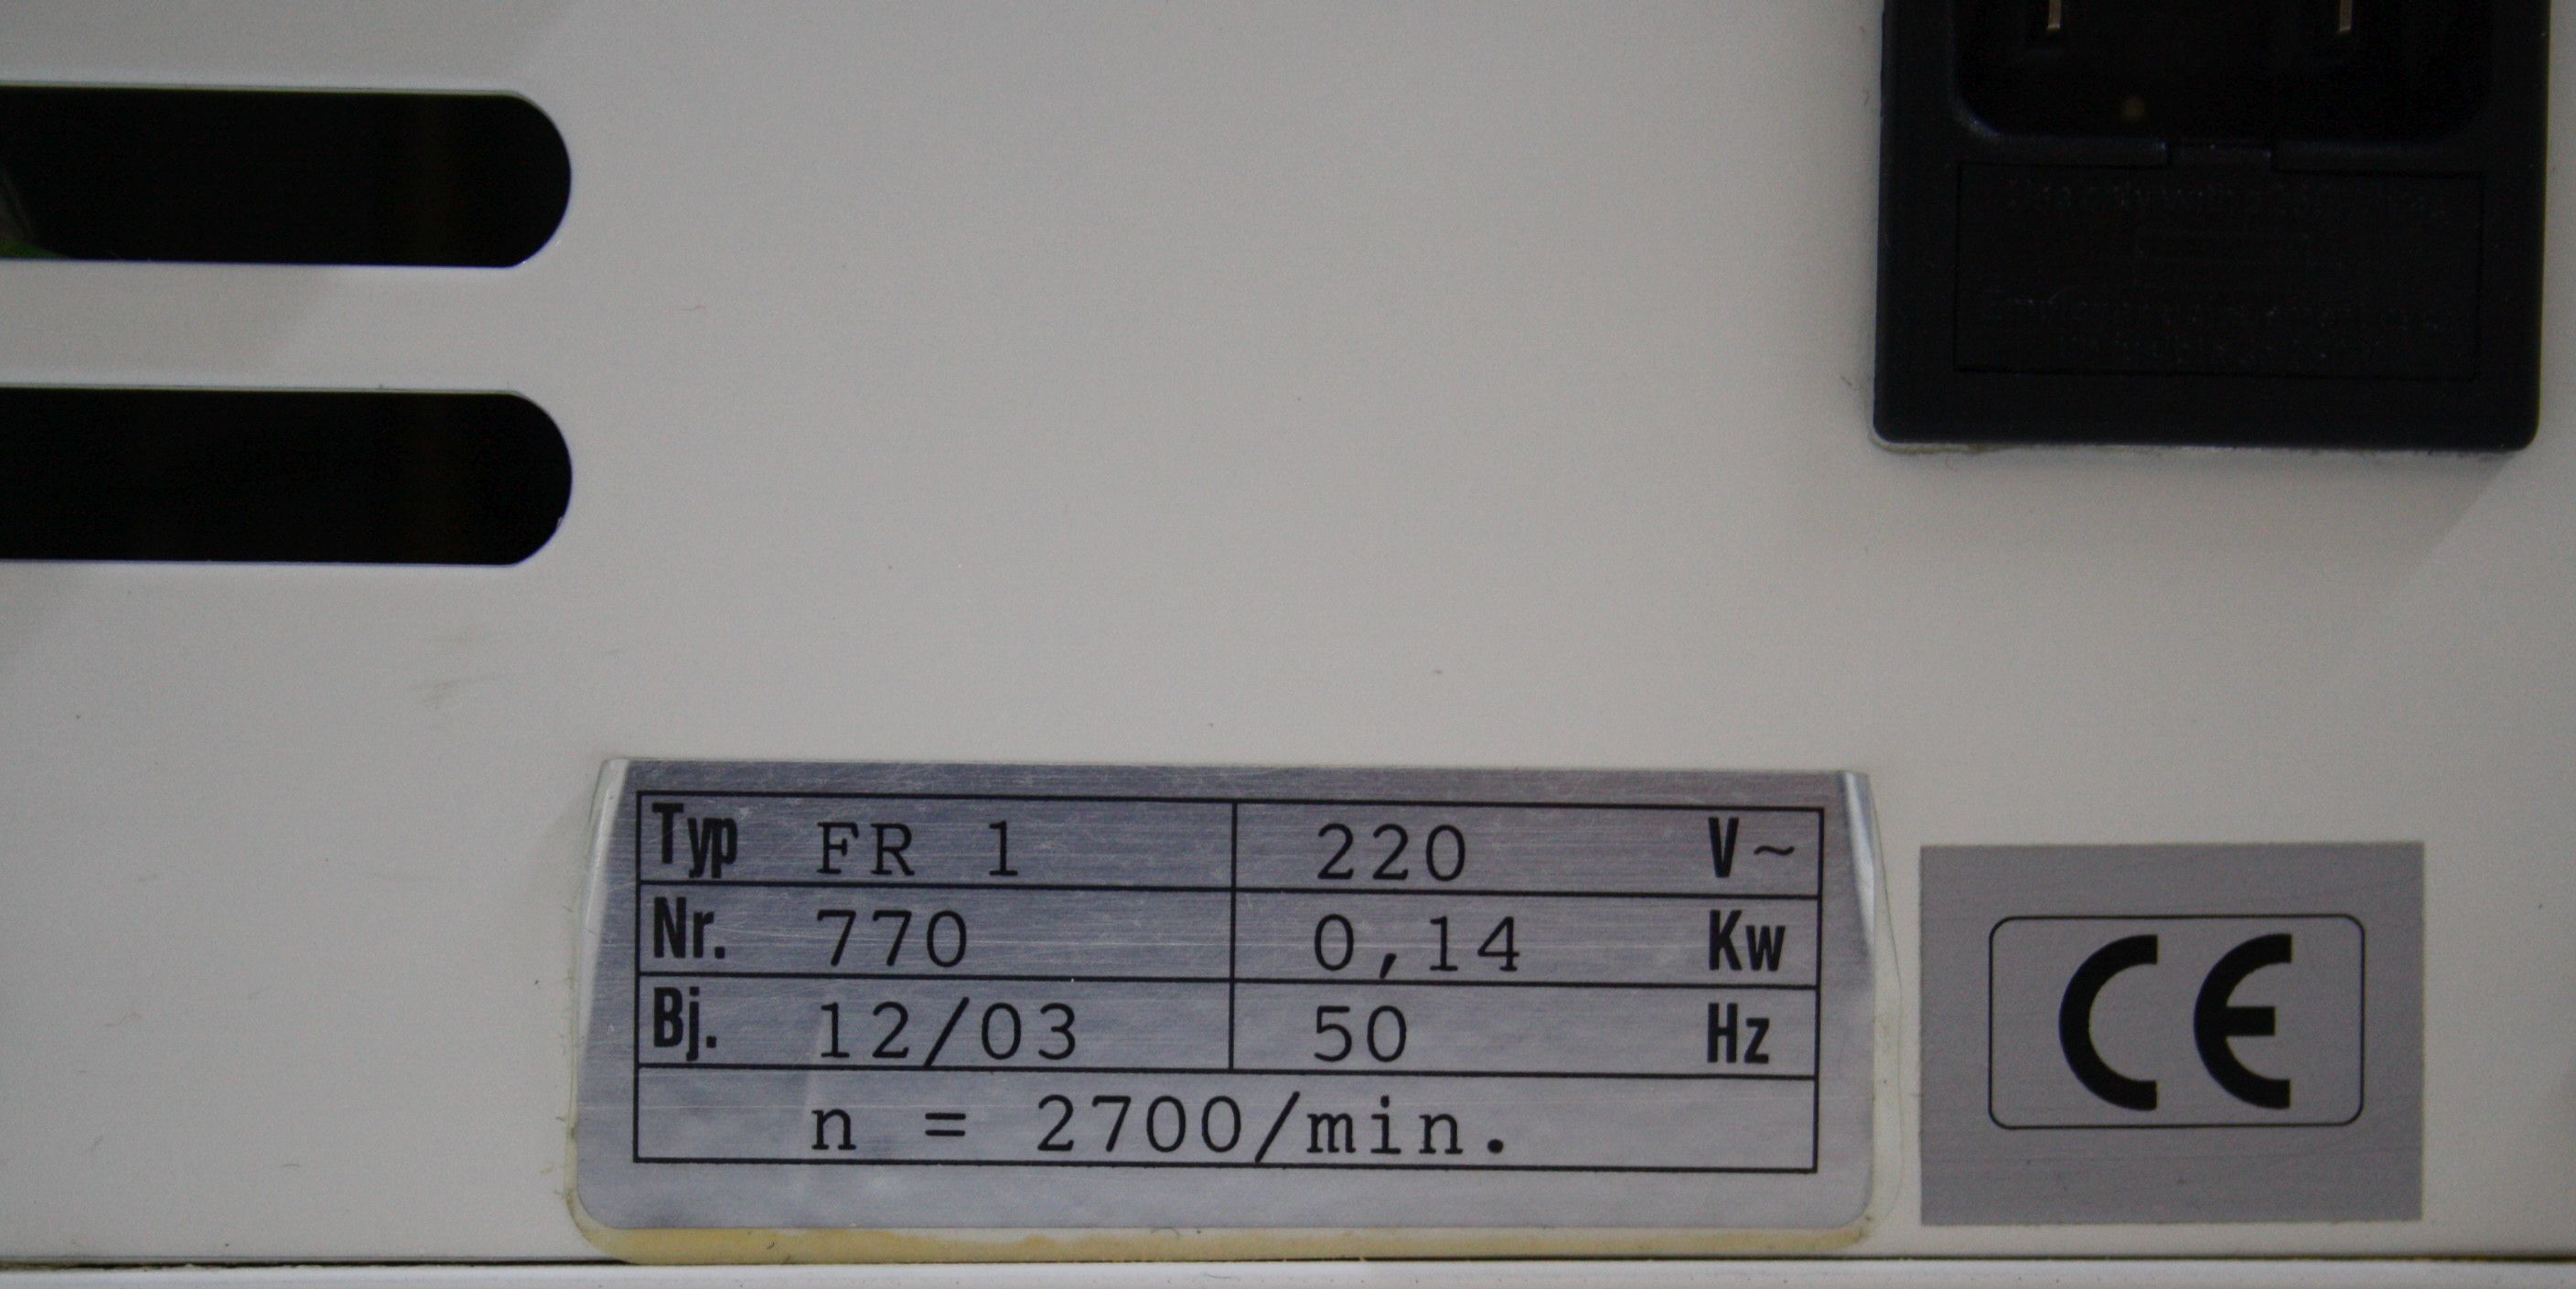 Typ FR 1 220 V~
Nr. 770 0,14 Kw
Bj. 12/03 50 Hz
n = 2700/min.
CE